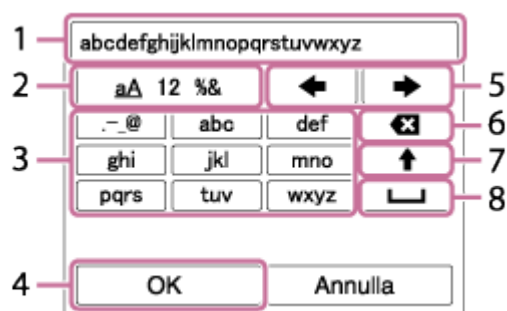 1 abcdefghijklmnopqrstuvwxyz
2 aA 12 %& 5
.-_@ abc def 6
3 ghi jkl mno 7
pqrs tuv wxyz 8
4 OK Annulla